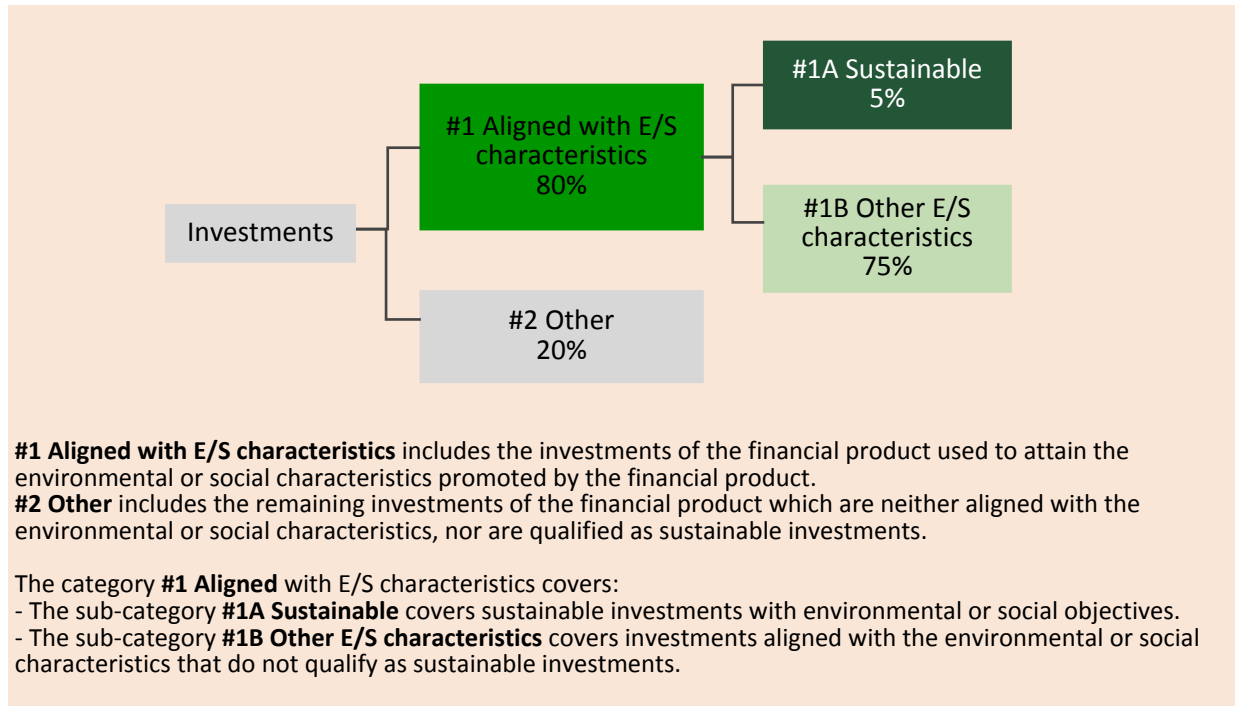 #1A Sustainable
5%
#1 Aligned with E/S
characteristics
80%
#1B Other E/S
characteristics
75%
Investments
#2 Other
20%
#1 Aligned with E/S characteristics includes the investments of the financial product used to attain the
environmental or social characteristics promoted by the financial product.
#2 Other includes the remaining investments of the financial product which are neither aligned with the
environmental or social characteristics, nor are qualified as sustainable investments.
The category #1 Aligned with E/S characteristics covers:
- The sub-category #1A Sustainable covers sustainable investments with environmental or social objectives.
- The sub-category #1B Other E/S characteristics covers investments aligned with the environmental or social
characteristics that do not qualify as sustainable investments.